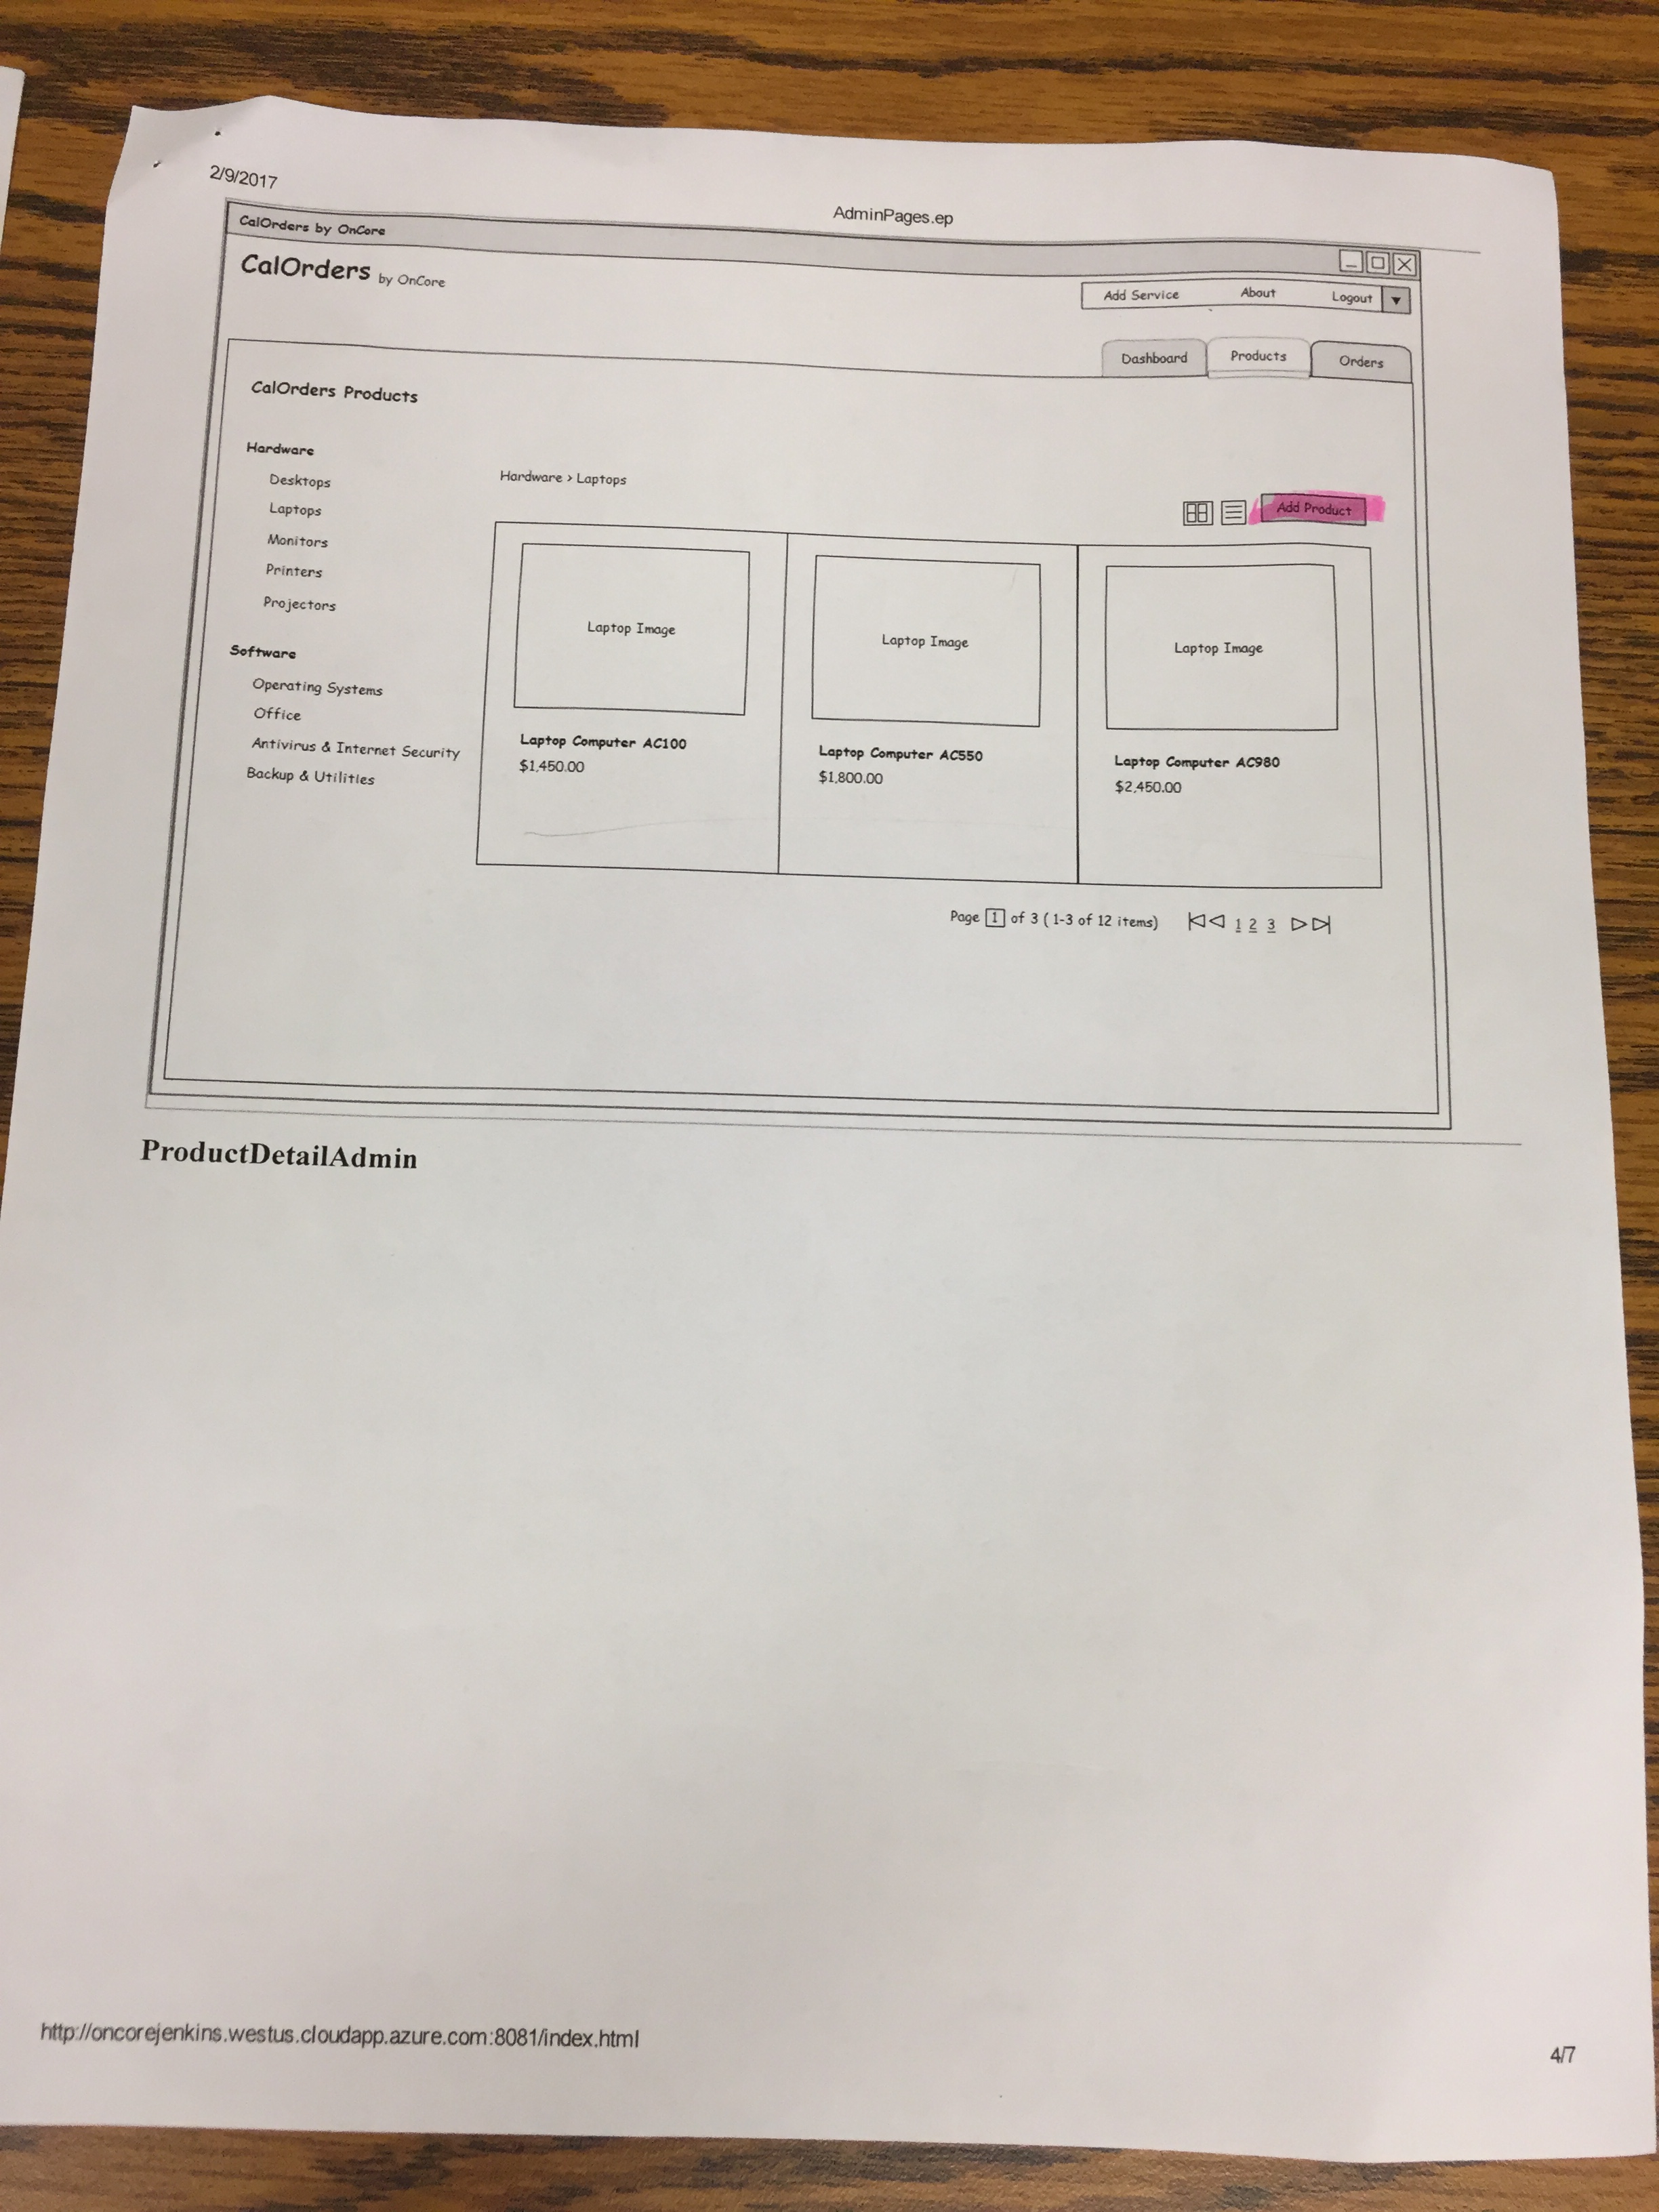 2/9/2017
AdminPages.ep
CalOrders by OnCore
CalOrders by OnCore
Add Service About Logout
Dashboard Products Orders
CalOrders Products
Hardware
Desktops
Laptops
Monitors
Printers
Projectors
Software
Operating Systems
Office
Antivirus & Internet Security
Backup & Utilities
Hardware > Laptops
Add Product
Laptop Image
Laptop Computer AC100
$1,450.00
Laptop Image
Laptop Computer AC550
$1,800.00
Laptop Image
Laptop Computer AC980
$2,450.00
Page 1 of 3 ( 1-3 of 12 items) 1 2 3
ProductDetailAdmin
http://oncorejenkins.westus.cloudapp.azure.com:8081/index.html
4/7